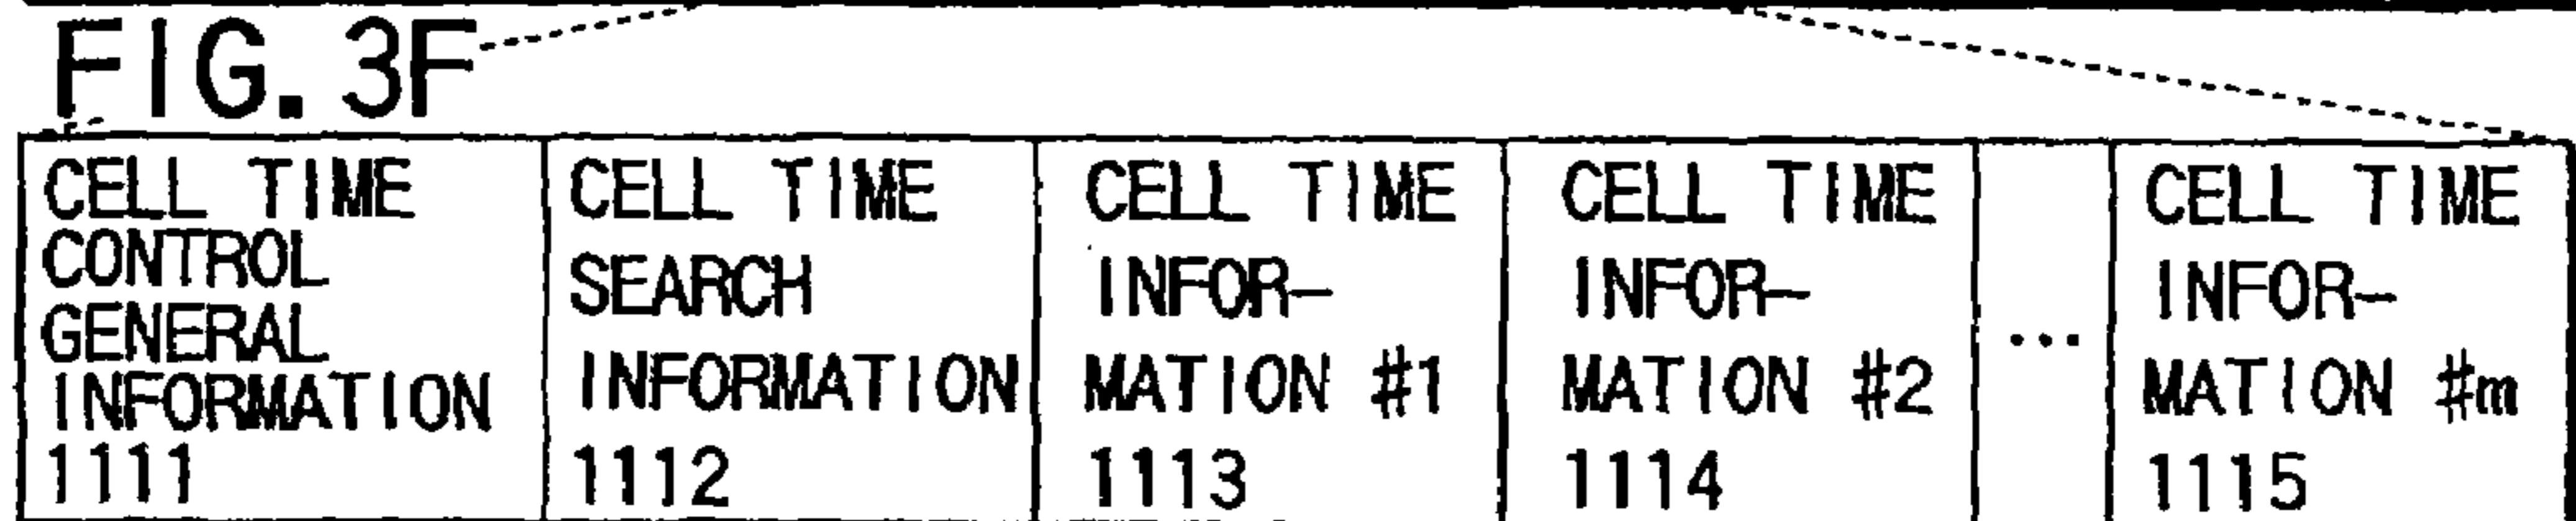 FIG. 3F
CELL TIME
CONTROL
GENERAL
INFORMATION
1111
CELL TIME
SEARCH
INFORMATION
1112
CELL TIME
INFOR-
MATION #1
1113
CELL TIME
INFOR-
MATION #2
1114
...
CELL TIME
INFOR-
MATION #m
1115